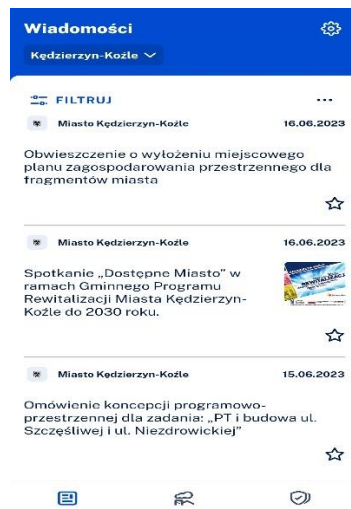 Wiadomości
Kędzierzyn-Koźle
FILTRUJ
Miasto Kędzierzyn-Koźle 16.06.2023
Obwieszczenie o wyłożeniu miejscowego
planu zagospodarowania przestrzennego dla
fragmentów miasta
Miasto Kędzierzyn-Koźle 16.06.2023
Spotkanie „Dostępne Miasto” w
ramach Gminnego Programu
Rewitalizacji Miasta Kędzierzyn-
Koźle do 2030 roku.
Miasto Kędzierzyn-Koźle 15.06.2023
Omówienie koncepcji programowo-
przestrzennej dla zadania: „PT i budowa ul.
Szczęśliwej i ul. Niezdrowickiej”